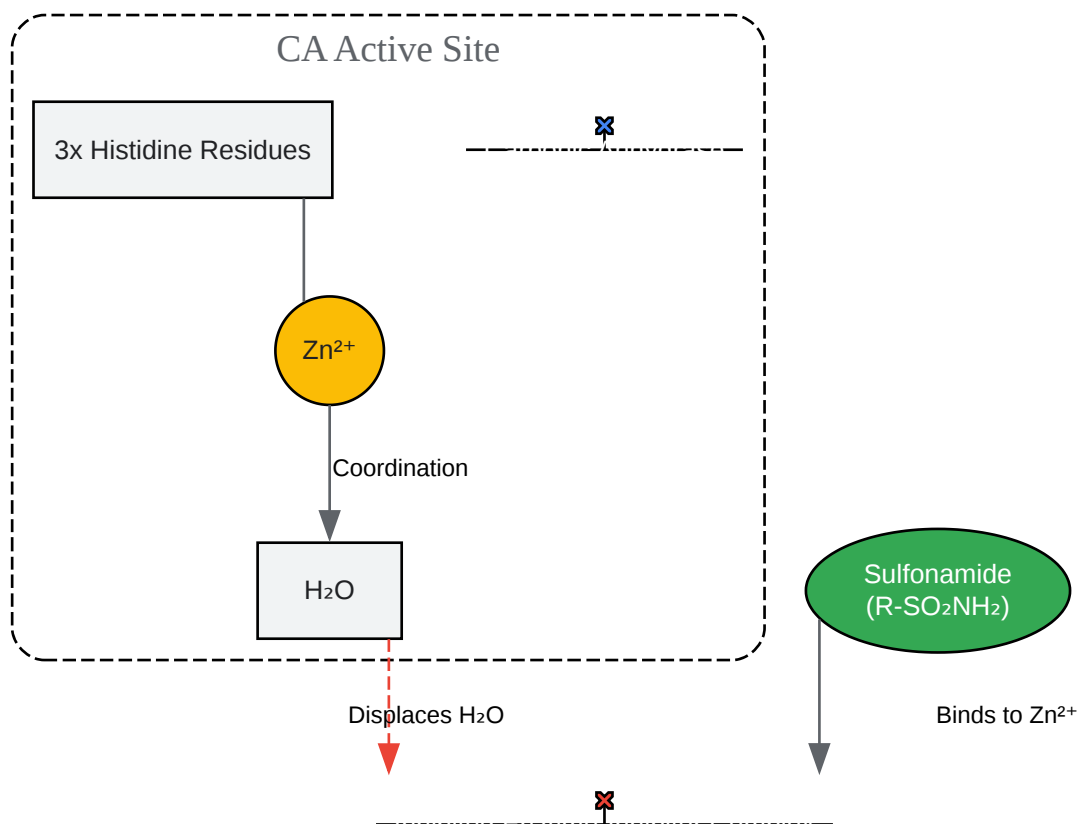 CA Active Site
3x Histidine Residues
Zn²⁺
Coordination
H₂O
Sulfonamide
(R-SO₂NH₂)
Displaces H₂O
Binds to Zn²⁺